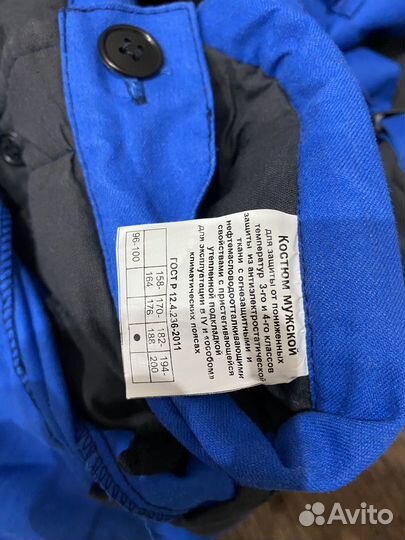 Костюм мужской
для защиты от пониженных
температур 3-го и 4-го классов
защиты из антиэлектростатической
ткани с огнезащитными и
нефтемасловодоотталкивающими
свойствами с пристегивающейся
утепленной подкладкой
для эксплуатации в IV и «особом»
климатических поясах
ГОСТ Р 12.4.236-2011
158- 170- 182- 194-
164 176 188 200
96-100 ●
Avito